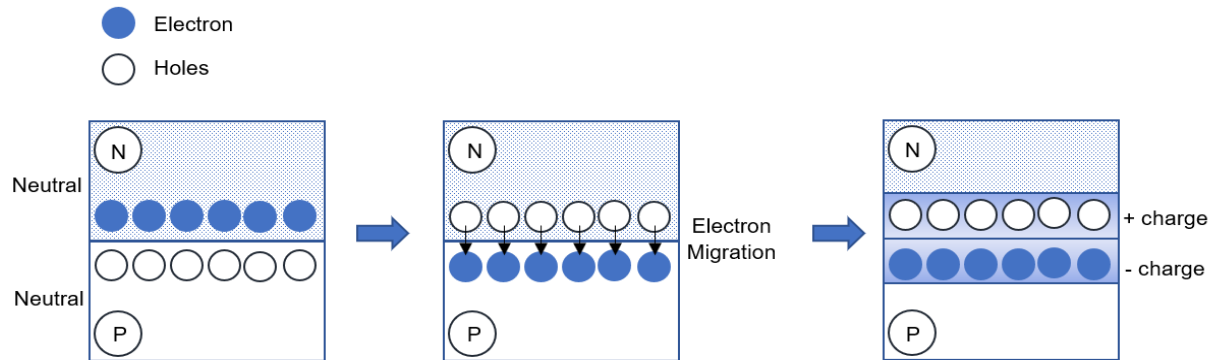 Electron
Holes
N
Neutral
Neutral
P
N
Electron
Migration
P
N
+ charge
- charge
P